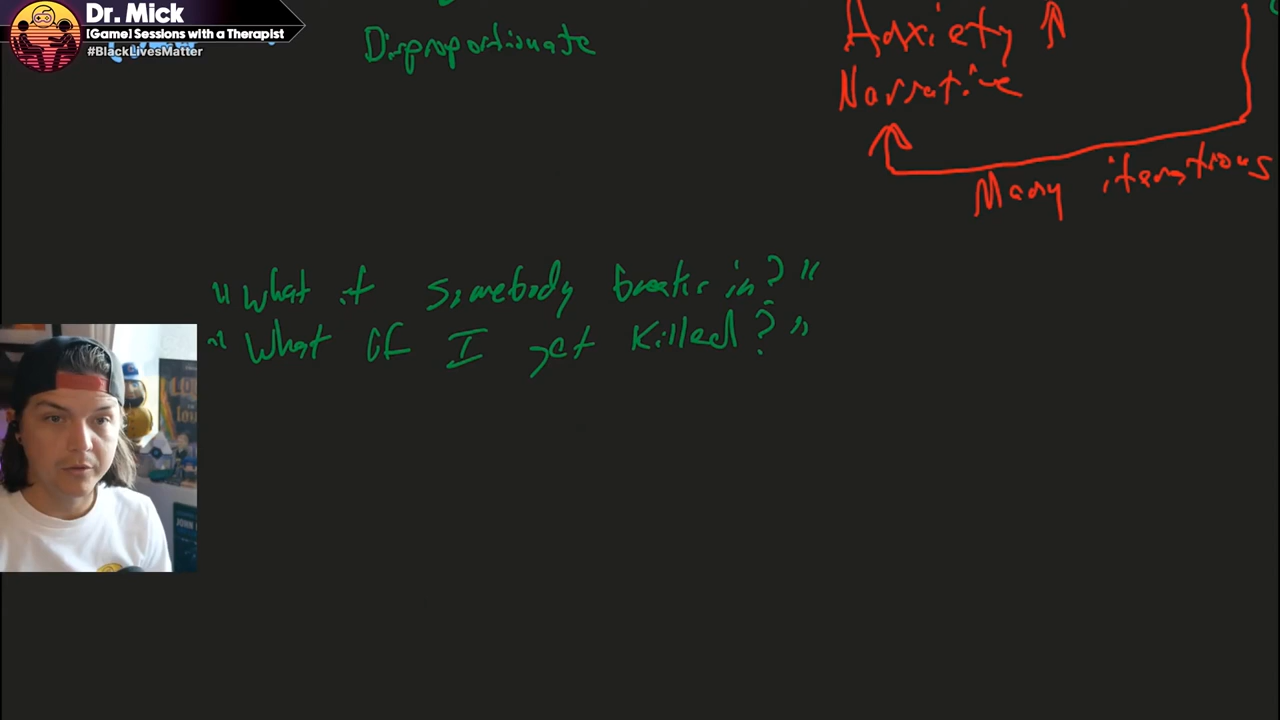 Dr. Mick
[Game] Sessions with a Therapist
#BlackLivesMatter
Disproportionate
Anxiety ↑
Narrative
Many iterations
"What if somebody breaks in?"
"What if I get killed?"
JOHN